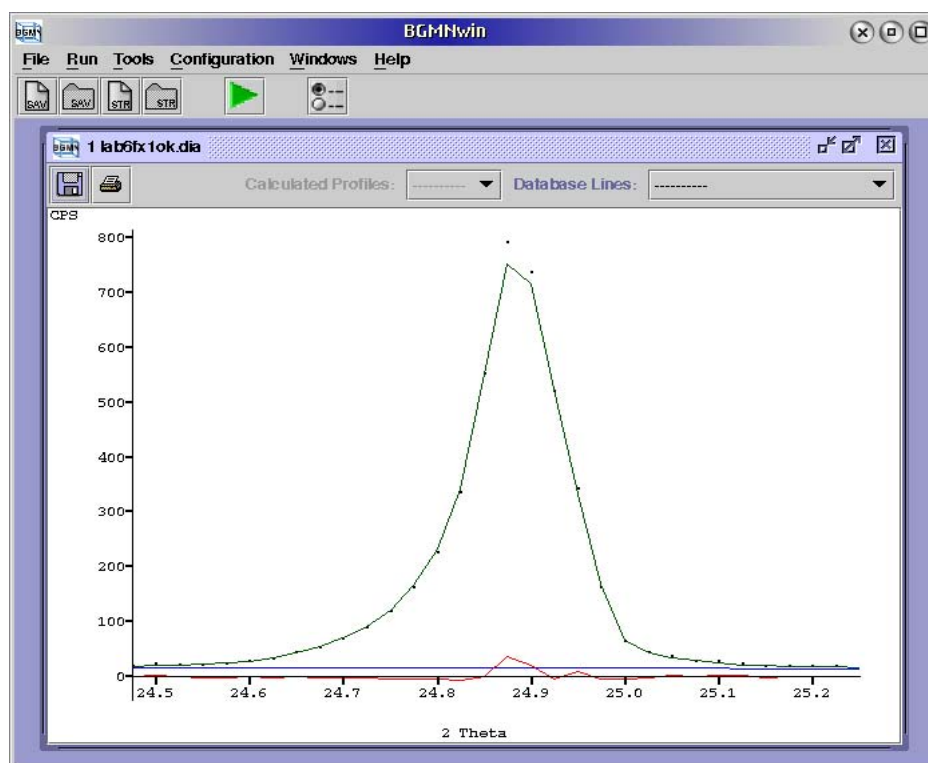 BGMN
BGMNwin
File Run Tools Configuration Windows Help
SAV SAV STR STR
BGMN 1 lab6fx1ok.dia
Calculated Profiles: ---------- Database Lines: ----------
CPS
800
700
600
500
400
300
200
100
0
24.5 24.6 24.7 24.8 24.9 25.0 25.1 25.2
2 Theta